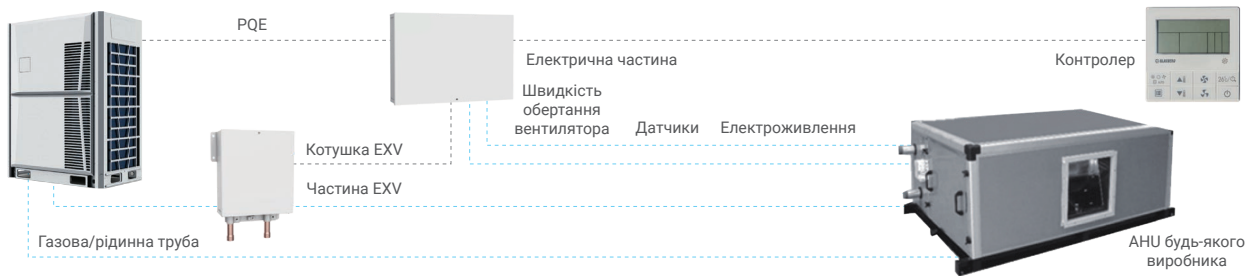 PQE
Електрична частина
Контролер
Швидкість
обертання
вентилятора
Датчики
Електроживлення
Котушка EXV
Частина EXV
Газова/рідинна труба
AHU будь-якого
виробника